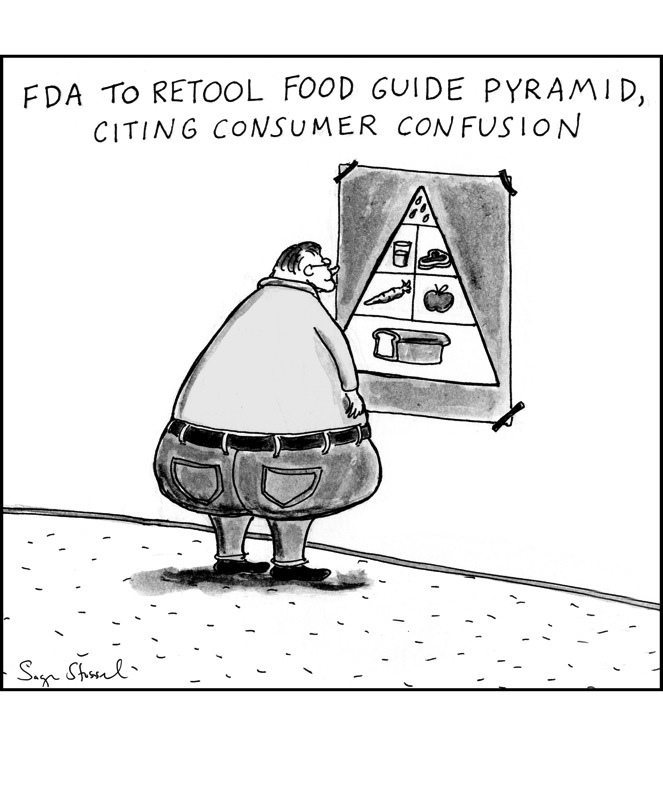 FDA TO RETOOL FOOD GUIDE PYRAMID,
CITING CONSUMER CONFUSION
Sage Stossel